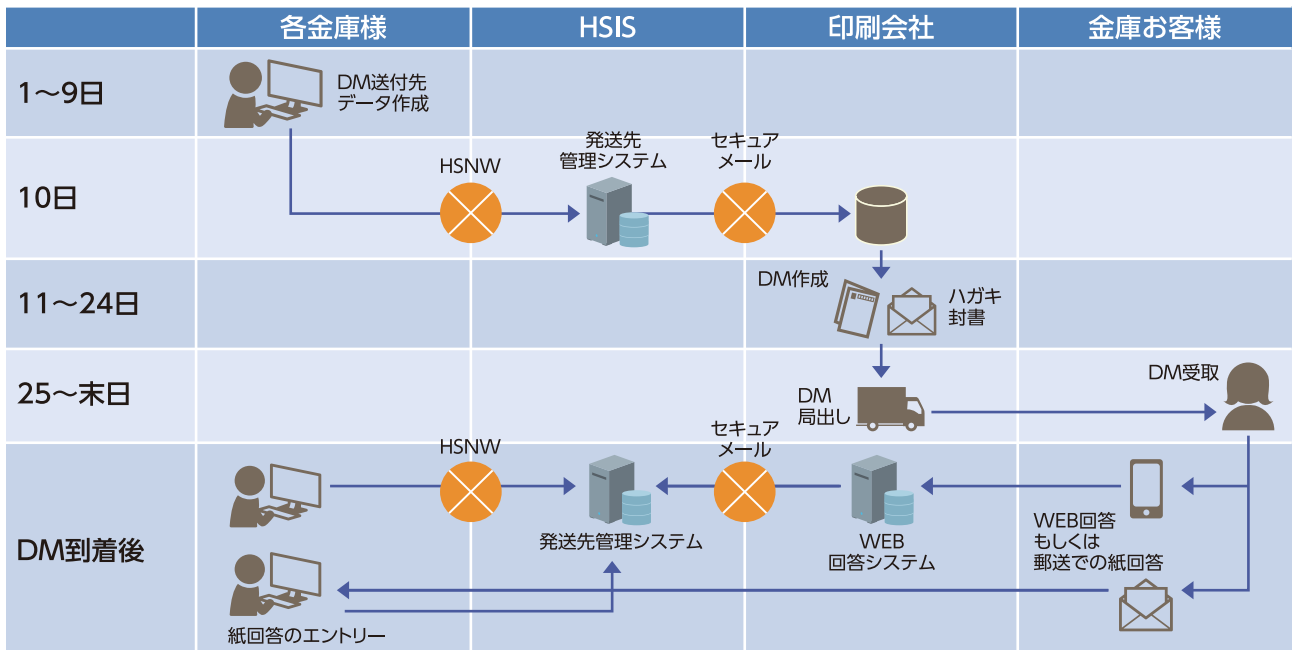 各金庫様
HSIS
印刷会社
金庫お客様
1～9日
DM送付先
データ作成
10日
HSNW
発送先
管理システム
セキュア
メール
11～24日
DM作成
ハガキ
封書
25～末日
DM
局出し
DM受取
DM到着後
HSNW
発送先管理システム
セキュア
メール
WEB
回答システム
WEB回答
もしくは
郵送での紙回答
紙回答のエントリー